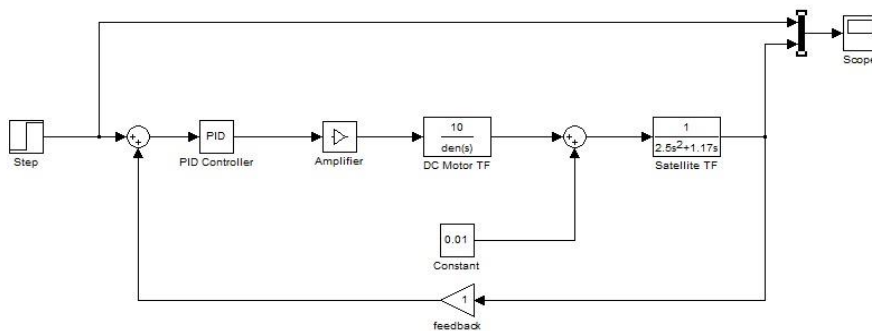 Scope
Step
PID
PID Controller
Amplifier
10
den(s)
DC Motor TF
1
2.5s2+1.17s
Satellite TF
0.01
Constant
1
feedback